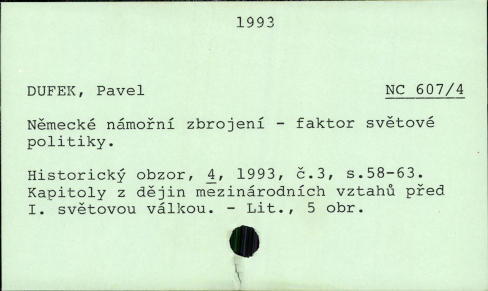 1993
DUFEK, Pavel NC 607/4
Německé námořní zbrojení - faktor světové
politiky.
Historický obzor, 4, 1993, č.3, s.58-63.
Kapitoly z dějin mezinárodních vztahů před
I. světovou válkou. - Lit., 5 obr.